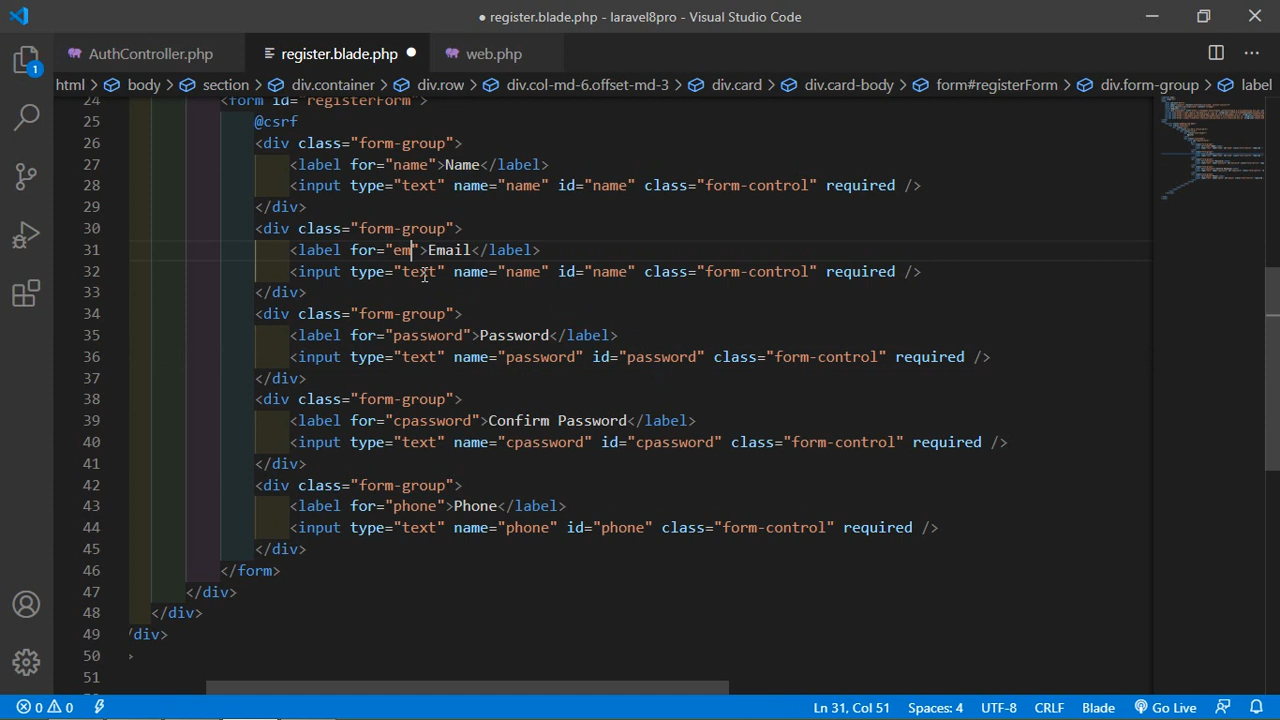 ● register.blade.php - laravel8pro - Visual Studio Code
AuthController.php register.blade.php ● web.php
html > body > section > div.container > div.row > div.col-md-6.offset-md-3 > div.card > div.card-body > form#registerForm > div.form-group > label
1
24 <form id="registerForm">
25 @csrf
26 <div class="form-group">
27 <label for="name">Name</label>
28 <input type="text" name="name" id="name" class="form-control" required />
29 </div>
30 <div class="form-group">
31 <label for="em">Email</label>
32 <input type="text" name="name" id="name" class="form-control" required />
33 </div>
34 <div class="form-group">
35 <label for="password">Password</label>
36 <input type="text" name="password" id="password" class="form-control" required />
37 </div>
38 <div class="form-group">
39 <label for="cpassword">Confirm Password</label>
40 <input type="text" name="cpassword" id="cpassword" class="form-control" required />
41 </div>
42 <div class="form-group">
43 <label for="phone">Phone</label>
44 <input type="text" name="phone" id="phone" class="form-control" required />
45 </div>
46 </form>
47 </div>
48 </div>
49 /div>
50 >
51
0 0 Ln 31, Col 51 Spaces: 4 UTF-8 CRLF Blade Go Live